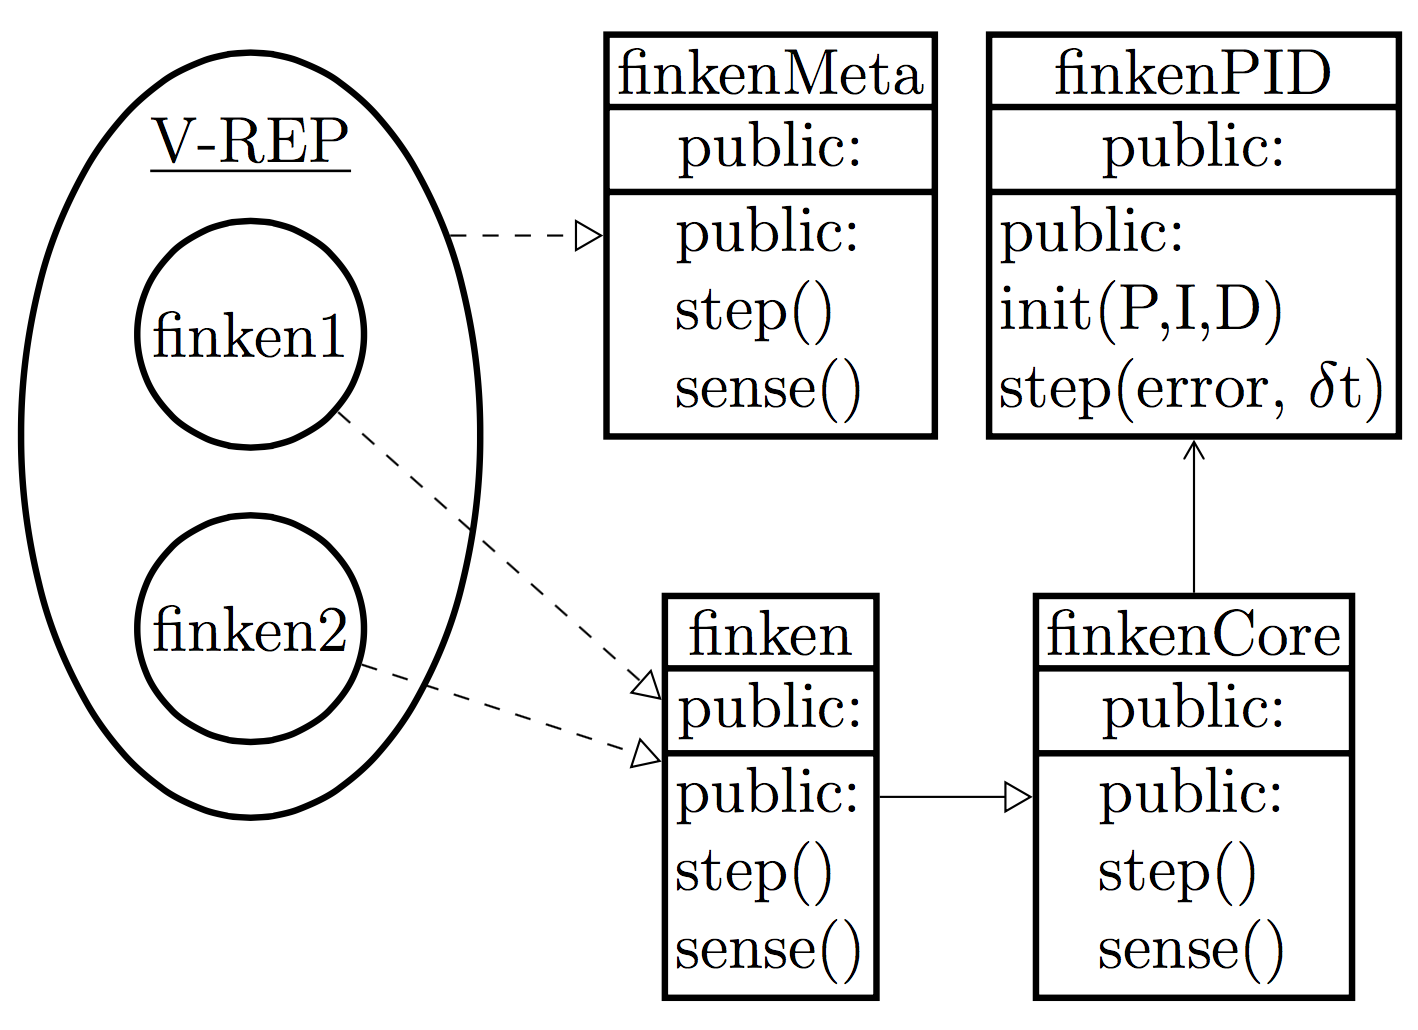 V-REP
finken1
finken2
finkenMeta
public:
public:
step()
sense()
finkenPID
public:
public:
init(P,I,D)
step(error, δt)
finken
public:
public:
step()
sense()
finkenCore
public:
public:
step()
sense()